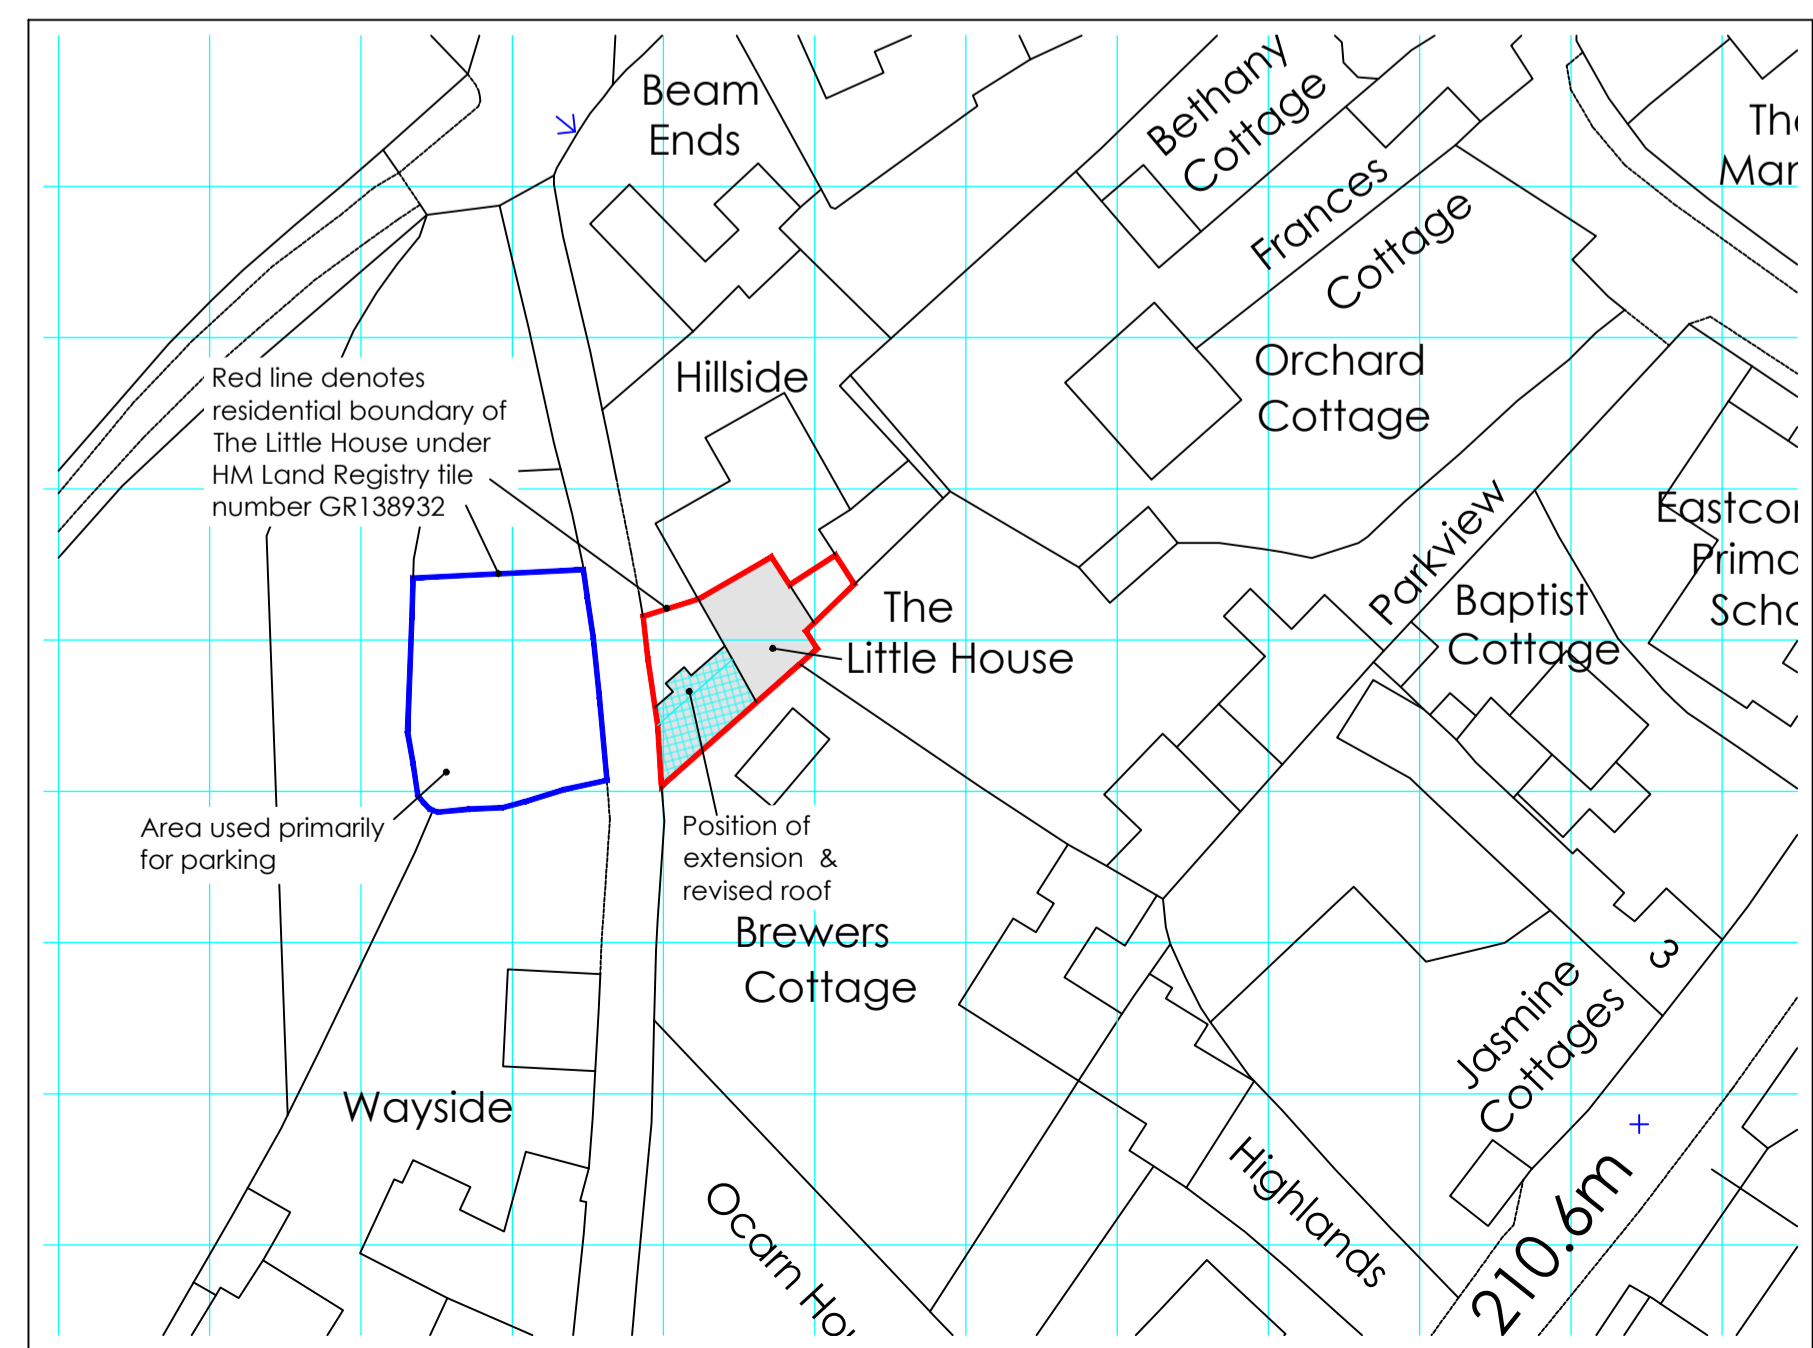 Beam
Ends
Bethany
Cottage
Frances
Cottage
Hillside
Orchard
Cottage
Red line denotes
residential boundary of
The Little House under
HM Land Registry tile
number GR138932
Parkview
The
Little House
Baptist
Cottage
Area used primarily
for parking
Position of
extension &
revised roof
Brewers
Cottage
3
Jasmine
Cottages
Wayside
Highlands
Ocarn
210.6m